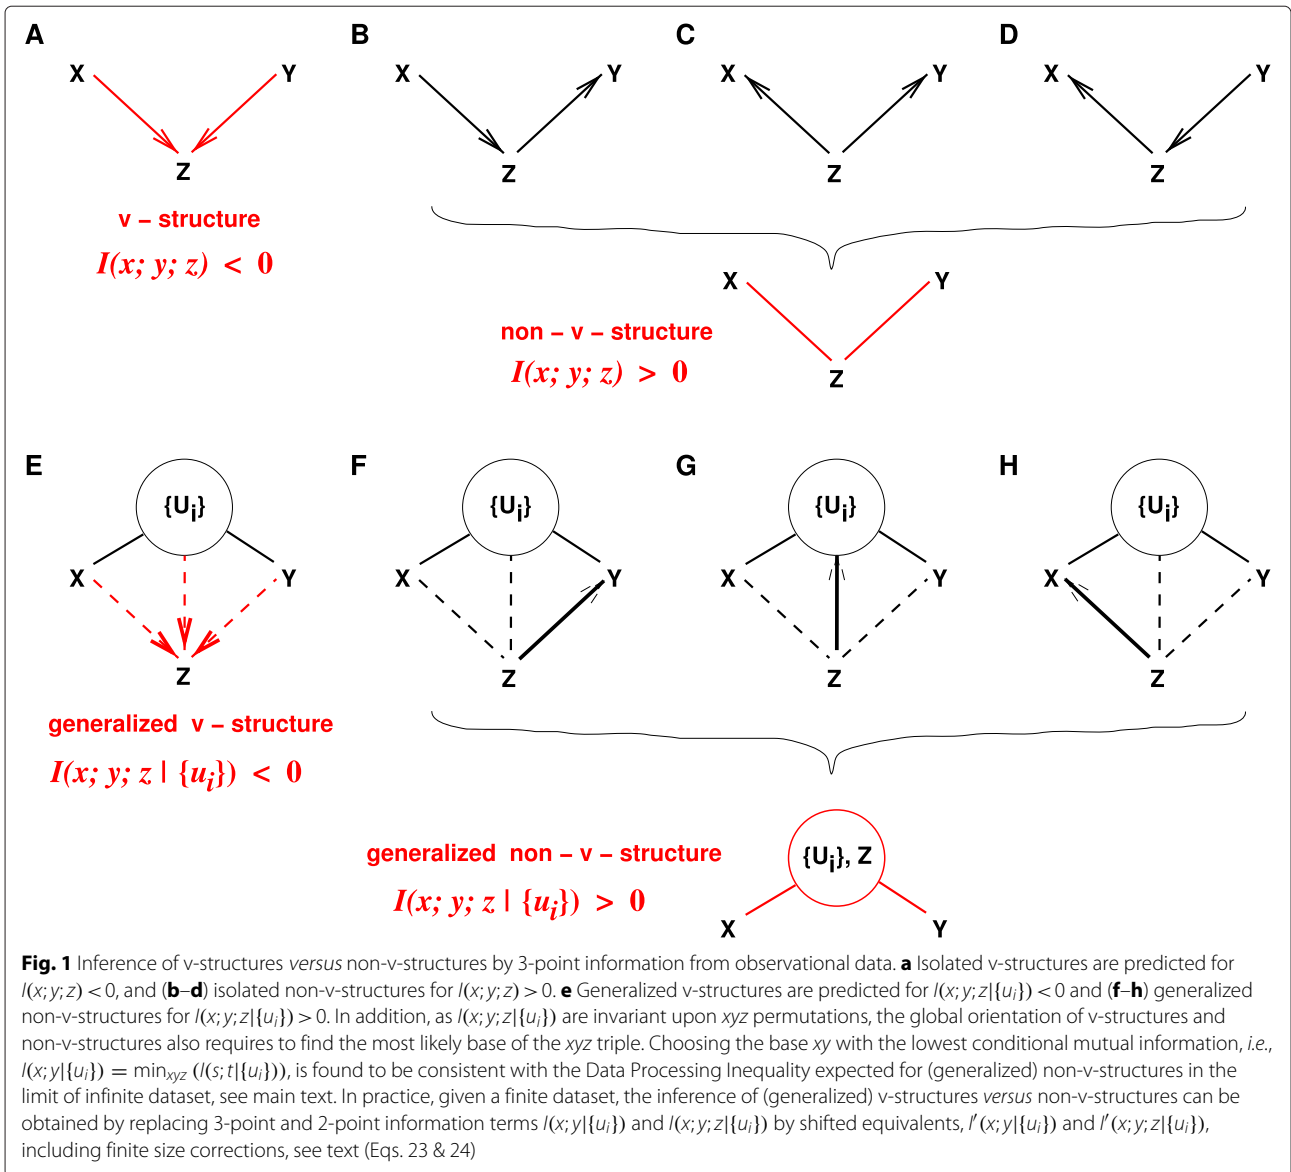 A B C D
X Y X Y X Y X Y
Z Z Z Z
v – structure
I(x; y; z) < 0
X Y
non – v – structure
I(x; y; z) > 0
Z
E F G H
{Ui} {Ui} {Ui} {Ui}
X Y X Y X Y X Y
Z Z Z Z
generalized v – structure
I(x; y; z | {ui}) < 0
generalized non – v – structure
{Ui}, Z
I(x; y; z | {ui}) > 0
X Y
Fig. 1 Inference of v-structures versus non-v-structures by 3-point information from observational data. a Isolated v-structures are predicted for
I(x; y; z) < 0, and (b–d) isolated non-v-structures for I(x; y; z) > 0. e Generalized v-structures are predicted for I(x; y; z|{ui}) < 0 and (f–h) generalized
non-v-structures for I(x; y; z|{ui}) > 0. In addition, as I(x; y; z|{ui}) are invariant upon xyz permutations, the global orientation of v-structures and
non-v-structures also requires to find the most likely base of the xyz triple. Choosing the base xy with the lowest conditional mutual information, i.e.,
I(x; y|{ui}) = minxyz (I(s; t|{ui})), is found to be consistent with the Data Processing Inequality expected for (generalized) non-v-structures in the
limit of infinite dataset, see main text. In practice, given a finite dataset, the inference of (generalized) v-structures versus non-v-structures can be
obtained by replacing 3-point and 2-point information terms I(x; y|{ui}) and I(x; y; z|{ui}) by shifted equivalents, I′(x; y|{ui}) and I′(x; y; z|{ui}),
including finite size corrections, see text (Eqs. 23 & 24)